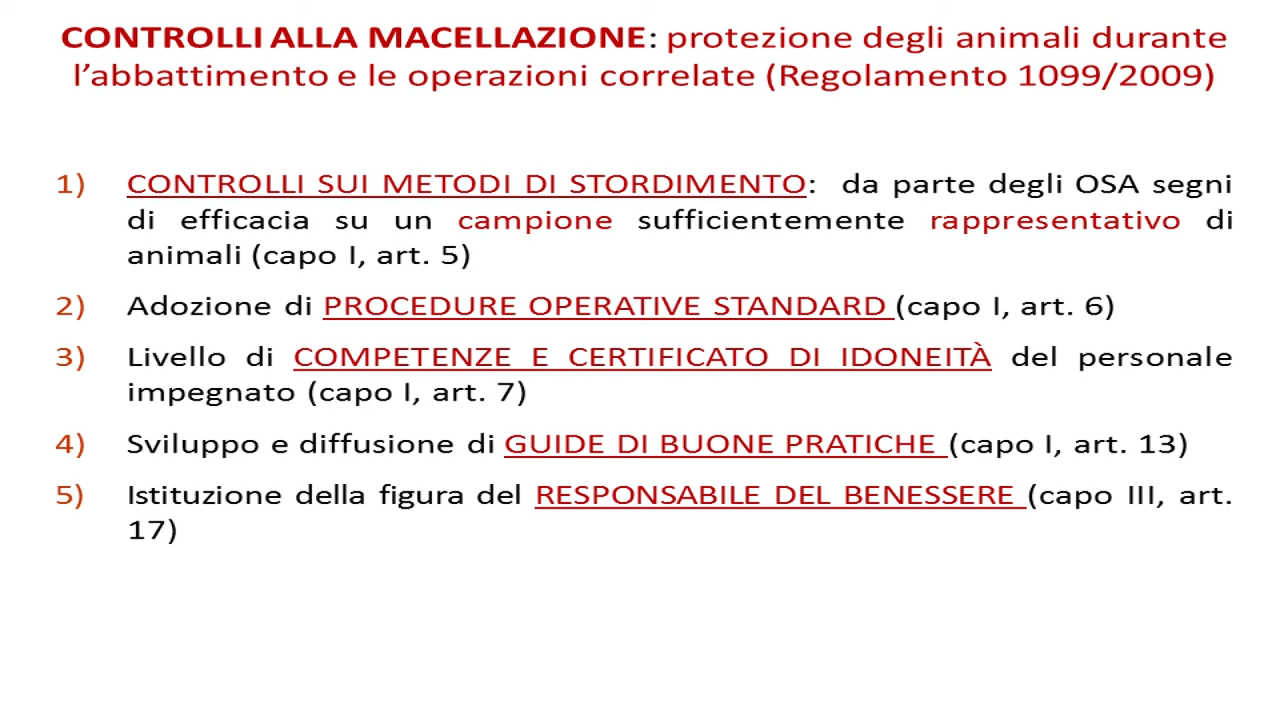 CONTROLLI ALLA MACELLAZIONE: protezione degli animali durante
l’abbattimento e le operazioni correlate (Regolamento 1099/2009)
1) CONTROLLI SUI METODI DI STORDIMENTO: da parte degli OSA segni
di efficacia su un campione sufficientemente rappresentativo di
animali (capo I, art. 5)
2) Adozione di PROCEDURE OPERATIVE STANDARD (capo I, art. 6)
3) Livello di COMPETENZE E CERTIFICATO DI IDONEITÀ del personale
impegnato (capo I, art. 7)
4) Sviluppo e diffusione di GUIDE DI BUONE PRATICHE (capo I, art. 13)
5) Istituzione della figura del RESPONSABILE DEL BENESSERE (capo III, art.
17)